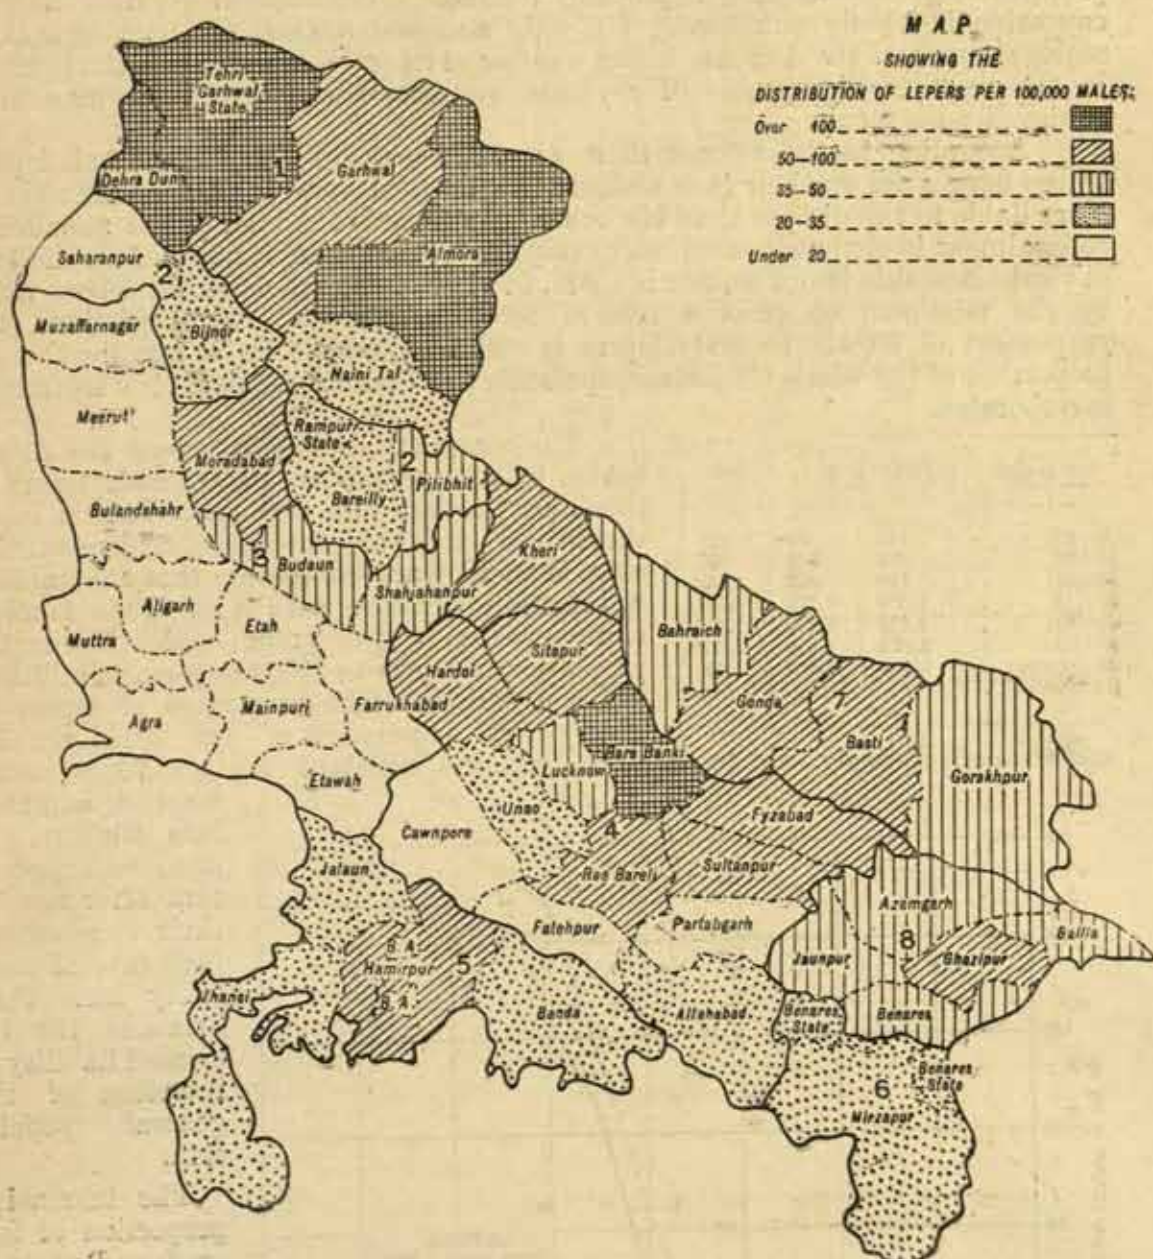 MAP
SHOWING THE
DISTRIBUTION OF LEPERS PER 100,000 MALES:
Over 100
50–100
35–50
20–35
Under 20
Tehri
Garhwal
State
Dehra Dun
1
Garhwal
Almora
Saharanpur
2
Muzaffarnagar
Bijnor
Naini Tal
Meerut
Rampur
State
Moradabad
2
Pilibhit
Bareilly
Bulandshahr
3
Budaun
Kheri
Shahjahanpur
Aligarh
Etah
Muttra
Bahraich
Sitapur
Hardoi
Agra
Mainpuri
Farrukhabad
Gonda
7
Basti
Bara Banki
Lucknow
Gorakhpur
Etawah
Unao
Fyzabad
Cawnpore
4
Rae Bareli
Sultanpur
Jalaun
Azamgarh
Fatehpur
Partabgarh
Ballia
8
B.A.
Hamirpur
5
Jaunpur
Ghazipur
B.A.
Jhansi
Banda
Allahabad
Benares
State
Benares
Benares
State
6
Mirzapur